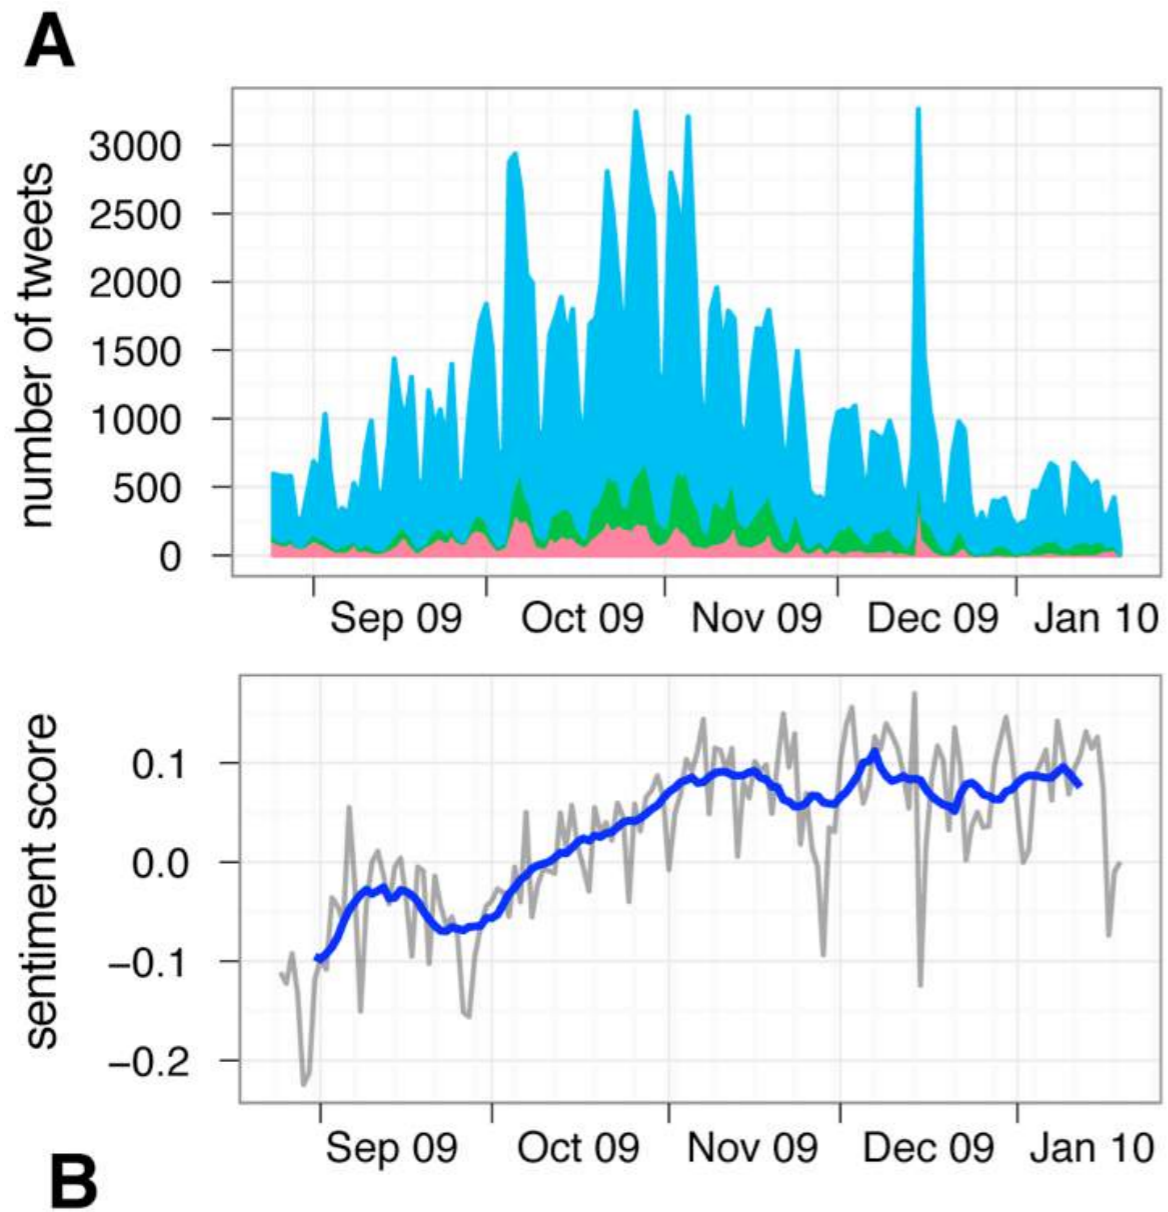 A
number of tweets
3000
2500
2000
1500
1000
500
0
Sep 09 Oct 09 Nov 09 Dec 09 Jan 10
sentiment score
0.1
0.0
−0.1
−0.2
Sep 09 Oct 09 Nov 09 Dec 09 Jan 10
B